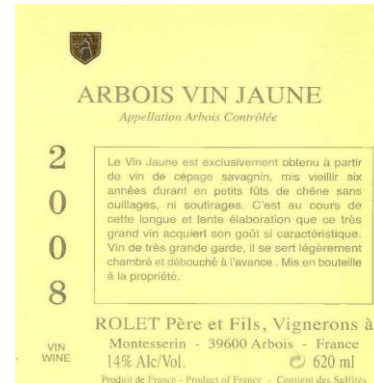 ARBOIS VIN JAUNE
Appellation Arbois Contrôlée
2008
Le Vin Jaune est exclusivement obtenu à partir
de vin de cépage savagnin, mis vieillir six
années durant en petits fûts de chêne sans
ouillages, ni soutirages. C'est au cours de
cette longue et lente élaboration que ce très
grand vin acquiert son goût si caractéristique.
Vin de très grande garde, il se sert légèrement
chambré et débouché à l'avance . Mis en bouteille
à la propriété.
VIN
WINE
ROLET Père et Fils, Vignerons à
Montesserin - 39600 Arbois - France
14% Alc/Vol. 620 ml
Produit de France - Product of France - Contient des Sulfites